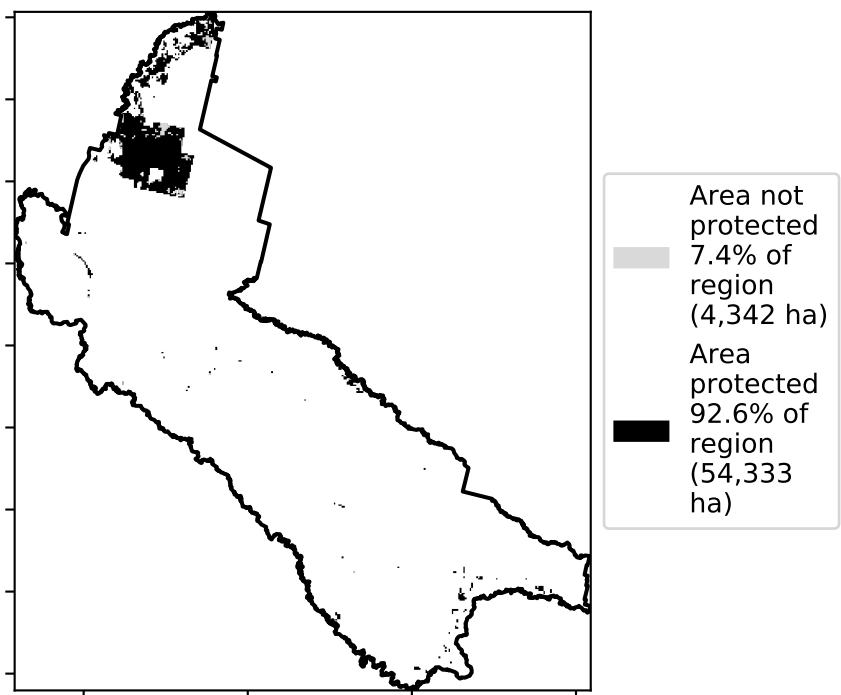 Area not
protected
7.4% of
region
(4,342 ha)
Area
protected
92.6% of
region
(54,333
ha)